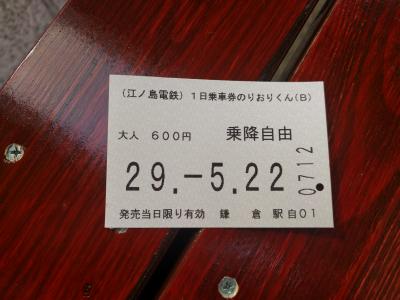 (江ノ島電鉄) 1日乗車券のりおりくん(B)
大人 600円 乗降自由
29.-5.22
0712
発売当日限り有効 鎌 倉 駅自01